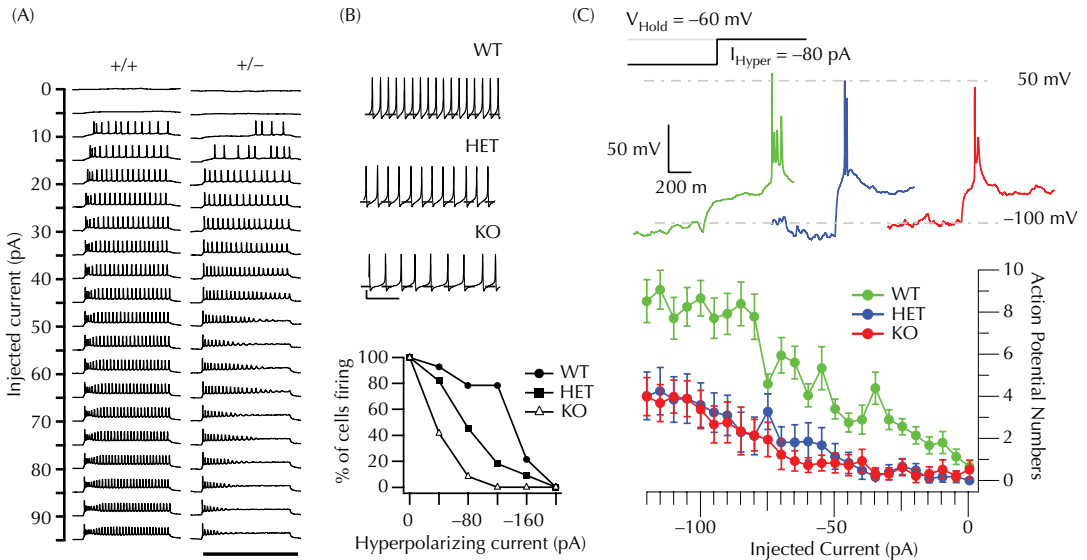 (A)
+/+ +/−
0
10
20
30
40
50
60
70
80
90
Injected current (pA)
(B)
WT
HET
KO
100
80
60
40
20
0
% of cells firing
WT
HET
KO
0 −80 −160
Hyperpolarizing current (pA)
(C)
VHold = −60 mV
IHyper = −80 pA
50 mV
50 mV
200 m
−100 mV
WT
HET
KO
10
8
6
4
2
0
Action Potential Numbers
−100 −50 0
Injected Current (pA)